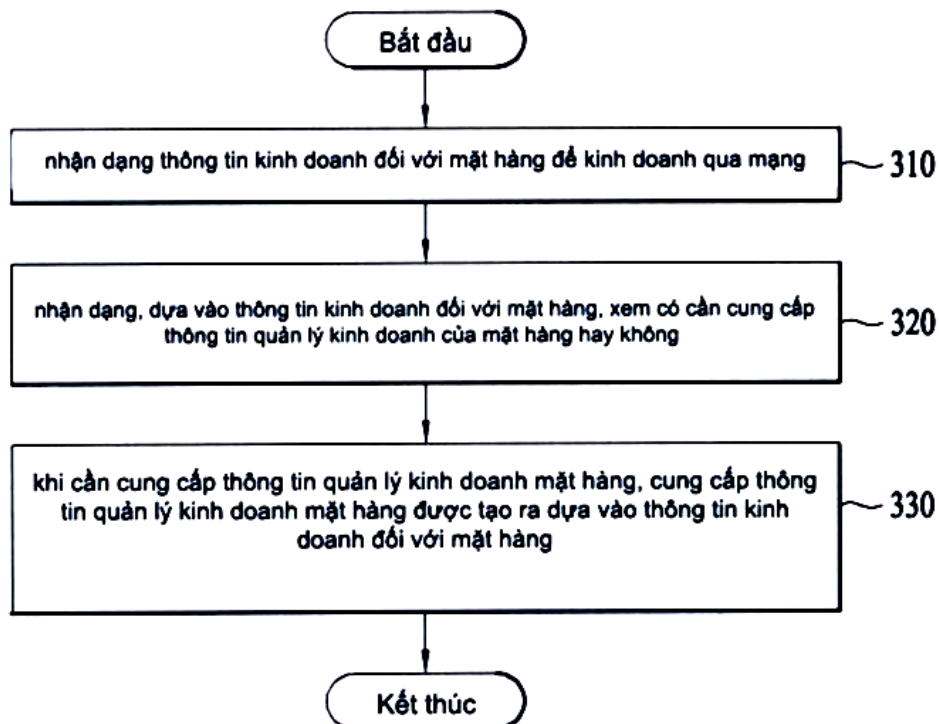 Bắt đầu
nhận dạng thông tin kinh doanh đối với mặt hàng để kinh doanh qua mạng
310
nhận dạng, dựa vào thông tin kinh doanh đối với mặt hàng, xem có cần cung cấp
thông tin quản lý kinh doanh của mặt hàng hay không
320
khi cần cung cấp thông tin quản lý kinh doanh mặt hàng, cung cấp thông
tin quản lý kinh doanh mặt hàng được tạo ra dựa vào thông tin kinh
doanh đối với mặt hàng
330
Kết thúc